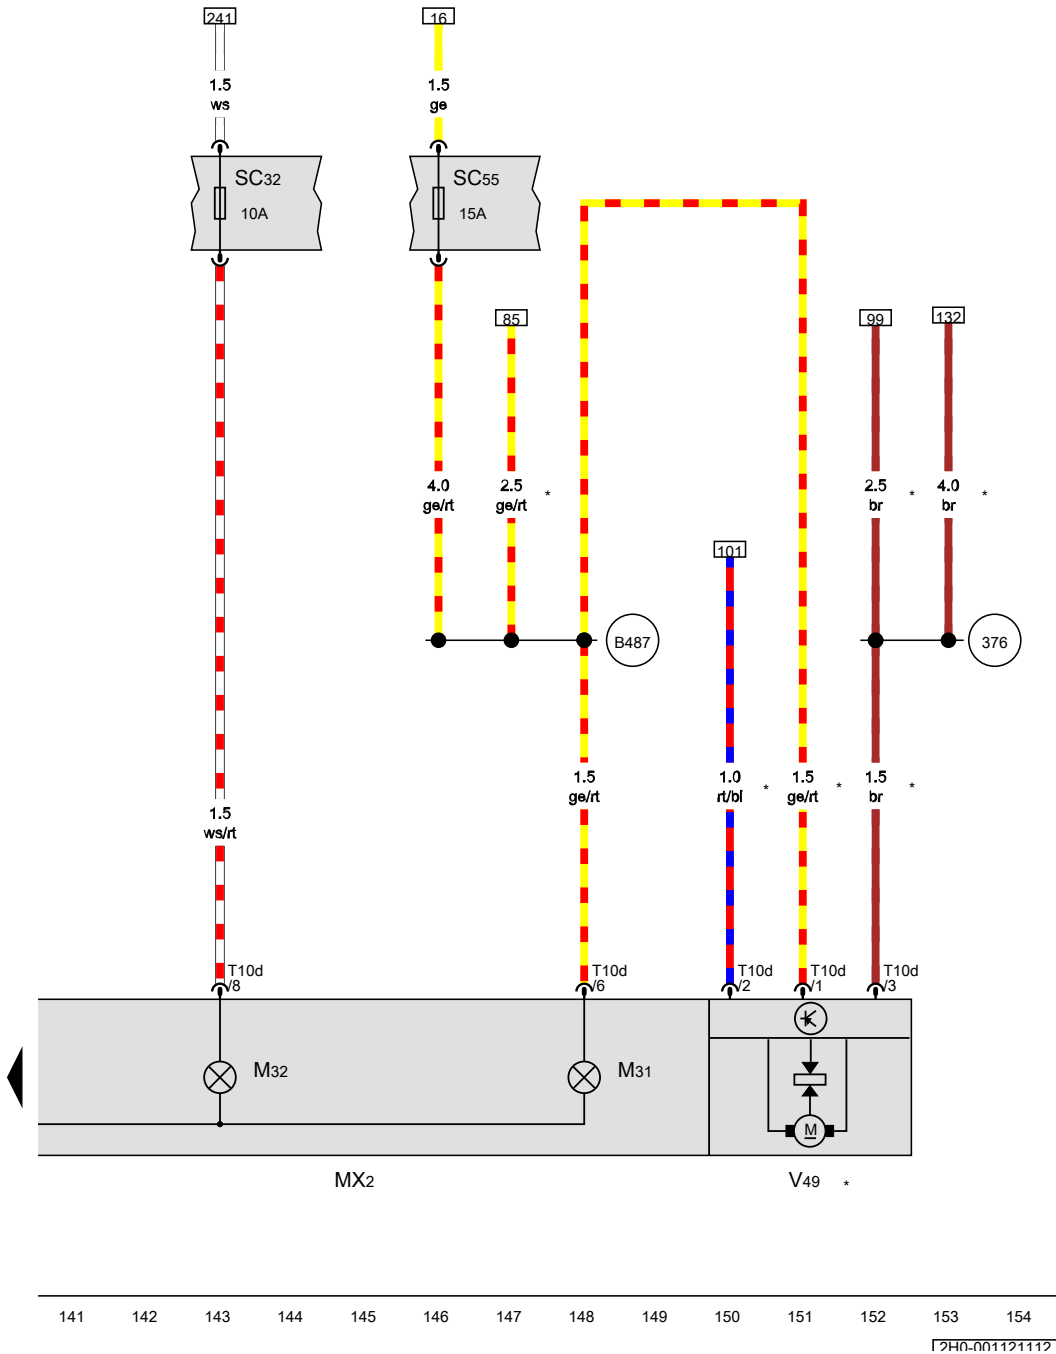 241
16
1.5
ws
1.5
ge
SC32
10A
SC55
15A
85
99
132
4.0
ge/rt
2.5
ge/rt
*
2.5
br
*
4.0
br
*
101
B487
376
1.5
ge/rt
1.0
rt/bl
*
1.5
ge/rt
*
1.5
br
*
1.5
ws/rt
T10d
/8
T10d
/6
T10d
/2
T10d
/1
T10d
/3
M32
M31
M
MX2
V49 *
141 142 143 144 145 146 147 148 149 150 151 152 153 154
2H0-001121112